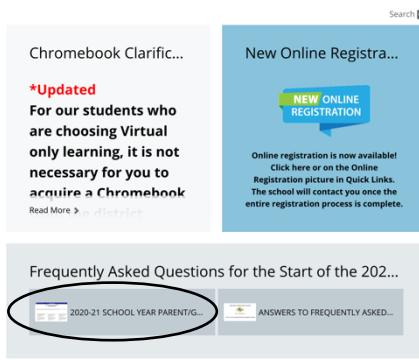 Search
Chromebook Clarific...
*Updated
For our students who
are choosing Virtual
only learning, it is not
necessary for you to
acquire a Chromebook
Read More >
New Online Registra...
NEW ONLINE
REGISTRATION
Online registration is now available!
Click here or on the Online
Registration picture in Quick Links.
The school will contact you once the
entire registration process is complete.
Frequently Asked Questions for the Start of the 202...
2020-21 SCHOOL YEAR PARENT/G...
ANSWERS TO FREQUENTLY ASKED...